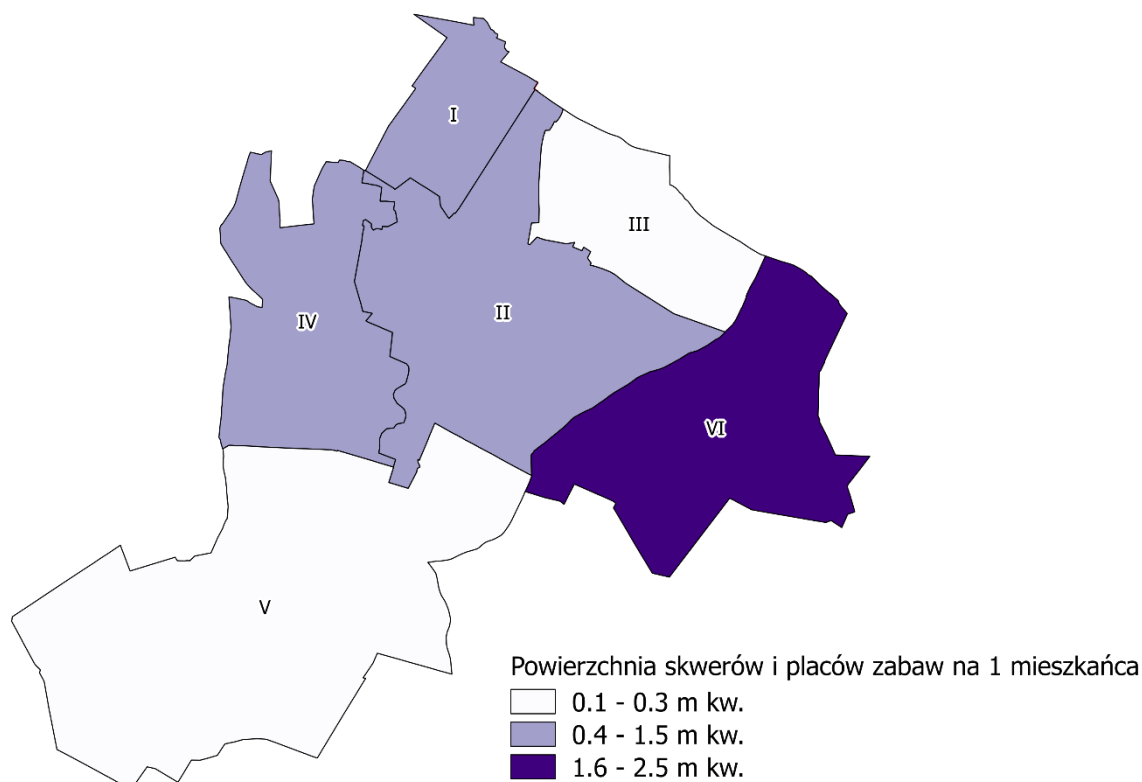 I
III
IV
II
VI
V
Powierzchnia skwerów i placów zabaw na 1 mieszkańca
0.1 - 0.3 m kw.
0.4 - 1.5 m kw.
1.6 - 2.5 m kw.